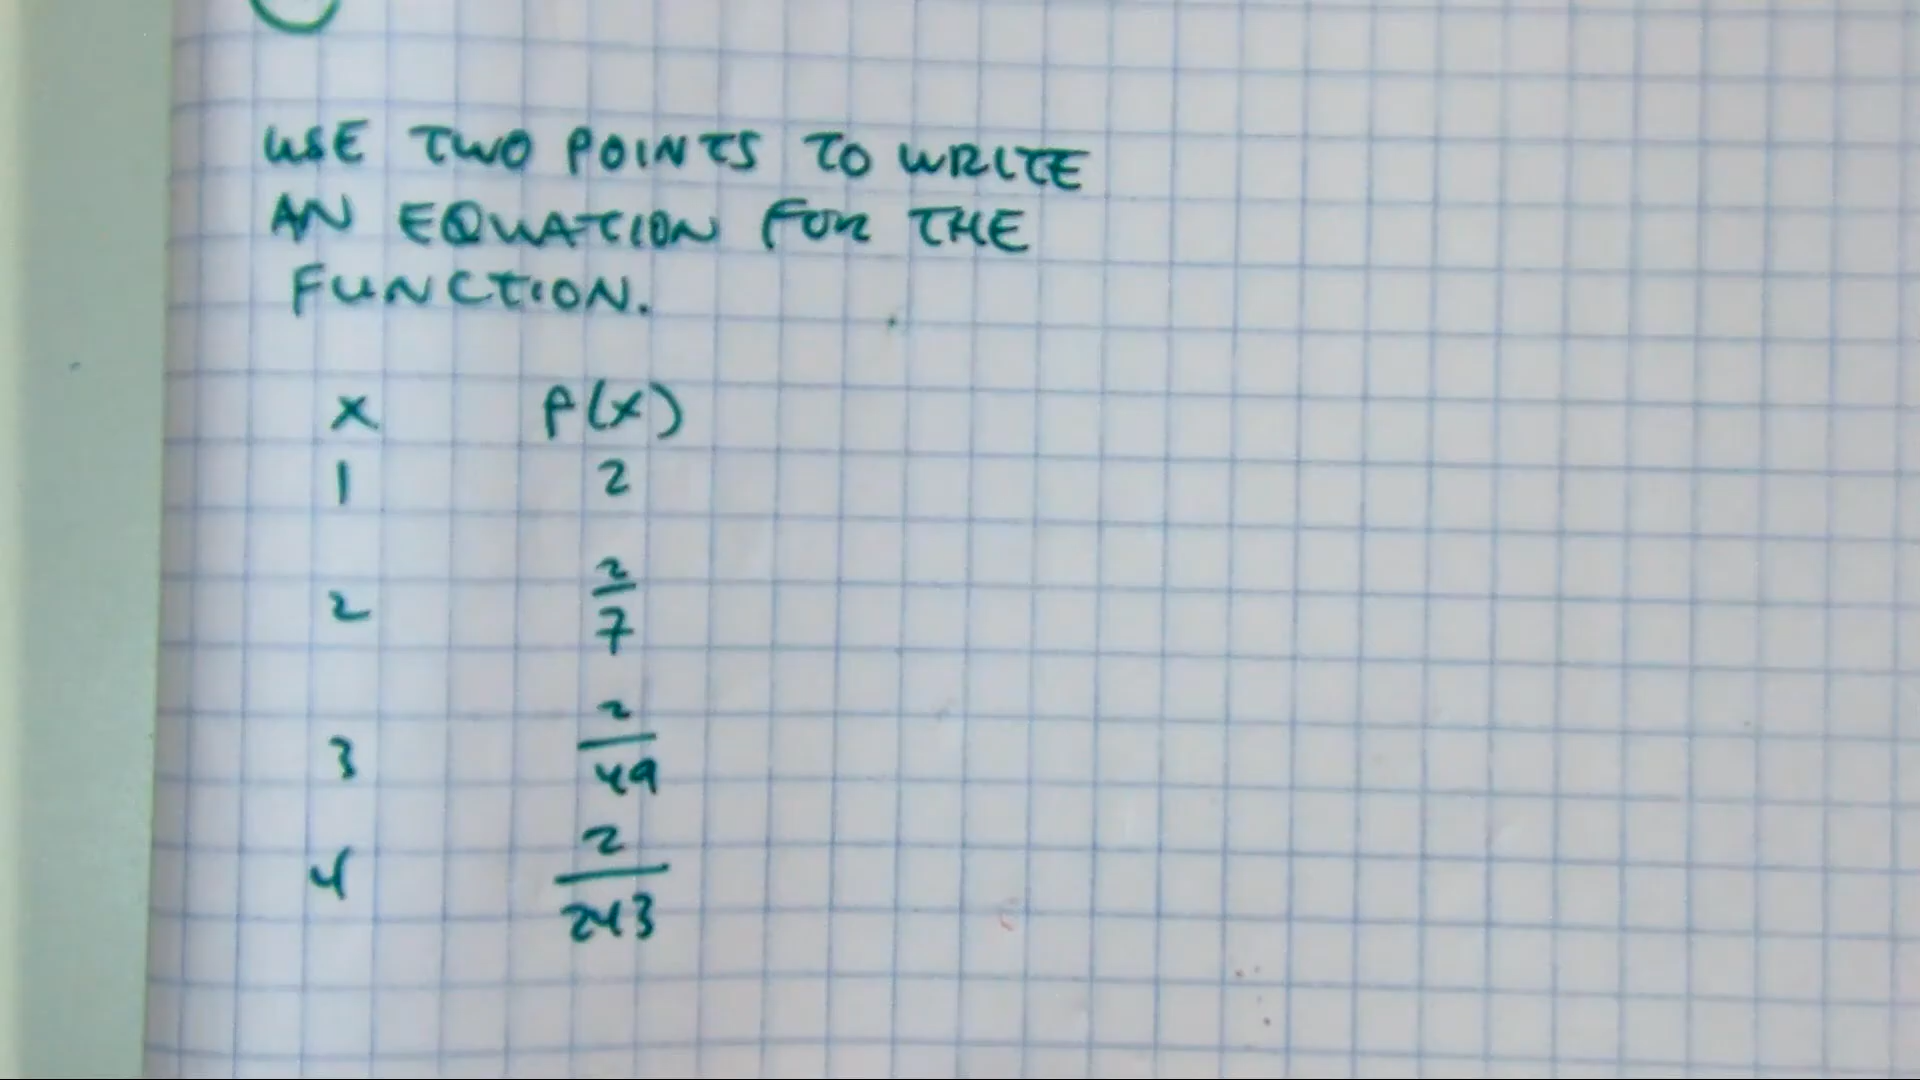 USE TWO POINTS TO WRITE
AN EQUATION FOR THE
FUNCTION.
x f(x)
1 2
2 2/7
3 2/49
4 2/243